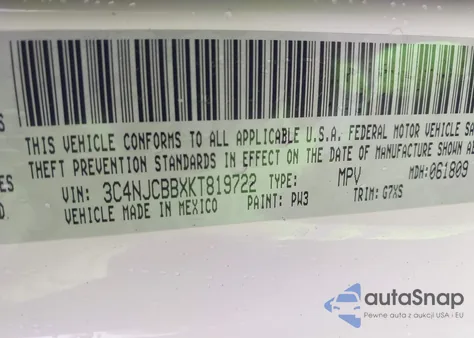 S THIS VEHICLE CONFORMS TO ALL APPLICABLE U.S.A. FEDERAL MOTOR VEHICLE
THEFT PREVENTION STANDARDS IN EFFECT ON THE DATE OF MANUFACTURE SHOWN
ES VIN: 3C4NJCBBXKT819722 TYPE: MPV MDH:061809
D. VEHICLE MADE IN MEXICO PAINT: PW3 TRIM: G7XS
autaSnap
Pewne auta z aukcji USA i EU